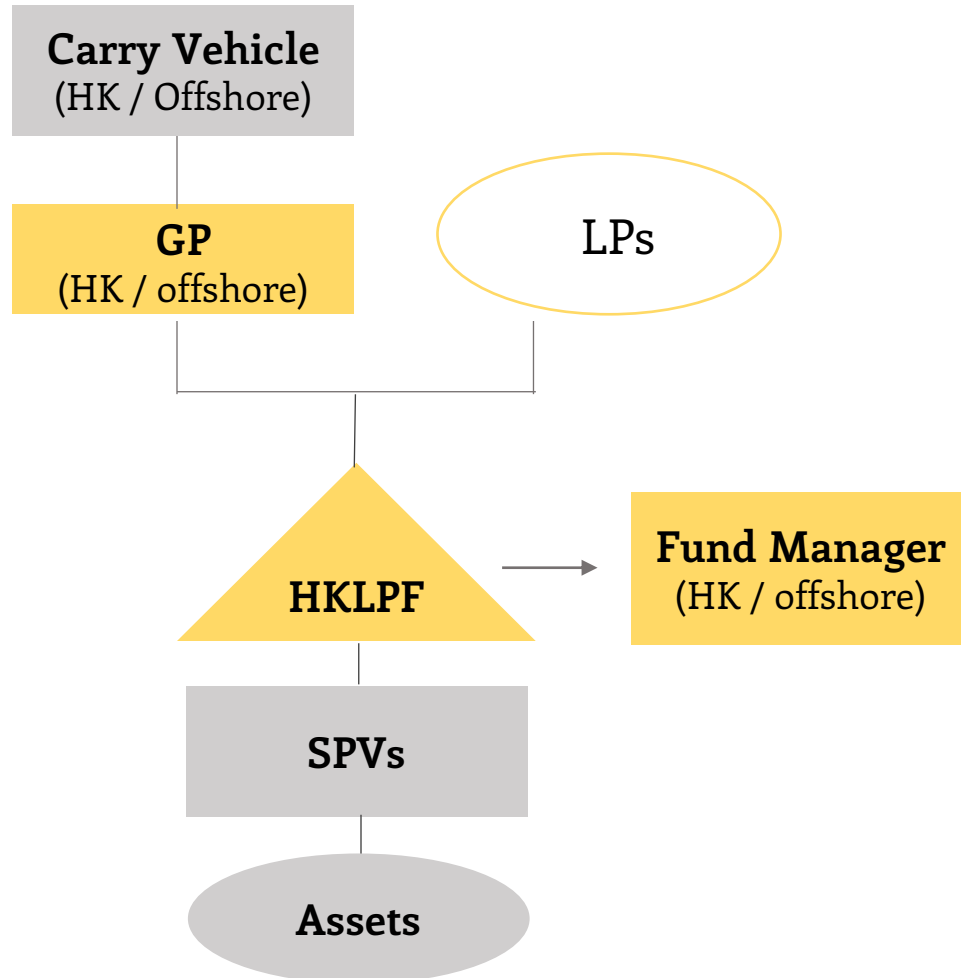 Carry Vehicle
(HK / Offshore)
GP
(HK / offshore)
LPs
HKLPF
Fund Manager
(HK / offshore)
SPVs
Assets